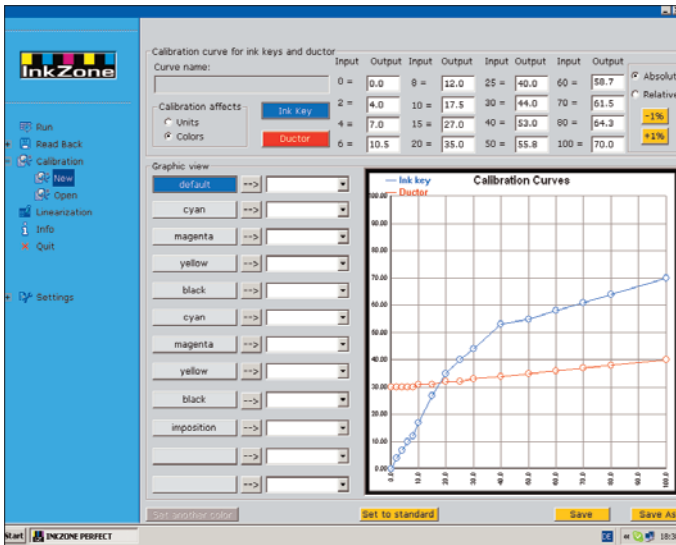 InkZone
Run
Read Back
Calibration
New
Open
Linearization
Info
Quit
Settings
Calibration curve for ink keys and ductor
Curve name:
Calibration affects
Units
Colors
Ink Key
Ductor
Input Output Input Output Input Output Input Output
0 = 0.0 8 = 12.0 25 = 40.0 60 = 58.7
2 = 4.0 10 = 17.5 30 = 44.0 70 = 61.5
4 = 7.0 15 = 27.0 40 = 53.0 80 = 64.3
6 = 10.5 20 = 35.0 50 = 55.8 100 = 70.0
Absolut
Relative
-1%
+1%
Graphic view
default -->
cyan -->
magenta -->
yellow -->
black -->
cyan -->
magenta -->
yellow -->
black -->
imposition -->
-->
-->
Calibration Curves
Ink key
Ductor
100.00
90.00
80.00
70.00
60.00
50.00
40.00
30.00
20.00
10.00
0.00
0.0 10.0 20.0 30.0 40.0 50.0 60.0 70.0 80.0 90.0 100.0
Set another color
Set to standard
Save
Save As
Start
INKZONE PERFECT
DE
«
18:3